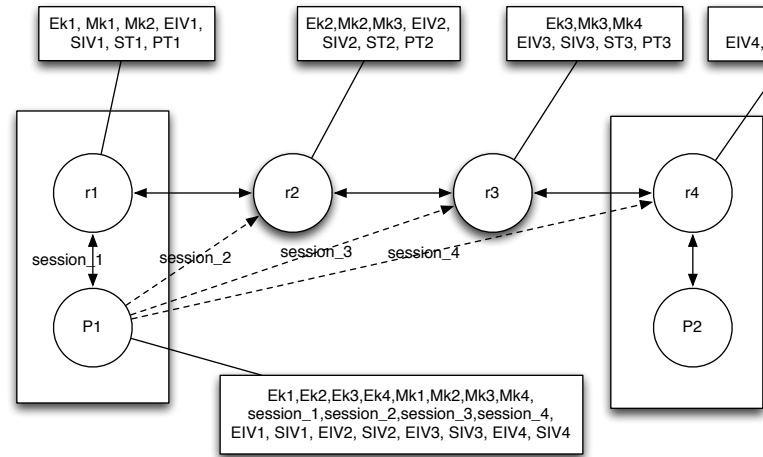 Ek1, Mk1, Mk2, EIV1,
SIV1, ST1, PT1
Ek2,Mk2,Mk3, EIV2,
SIV2, ST2, PT2
Ek3,Mk3,Mk4
EIV3, SIV3, ST3, PT3
EIV4,
r1
r2
r3
r4
session_1
session_2
session_3
session_4
P1
P2
Ek1,Ek2,Ek3,Ek4,Mk1,Mk2,Mk3,Mk4,
session_1,session_2,session_3,session_4,
EIV1, SIV1, EIV2, SIV2, EIV3, SIV3, EIV4, SIV4